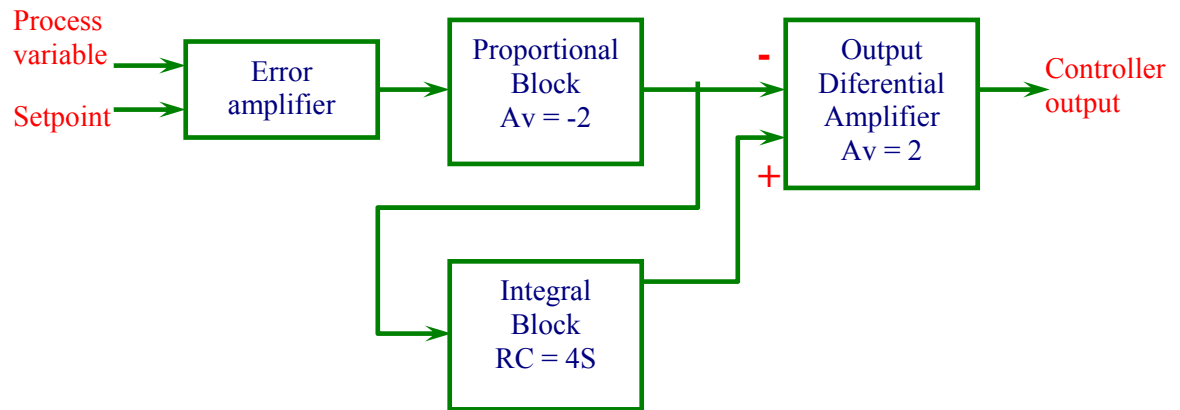 Process
variable
Setpoint
Error
amplifier
Proportional
Block
Av = -2
-
+
Output
Diferential
Amplifier
Av = 2
Controller
output
Integral
Block
RC = 4S